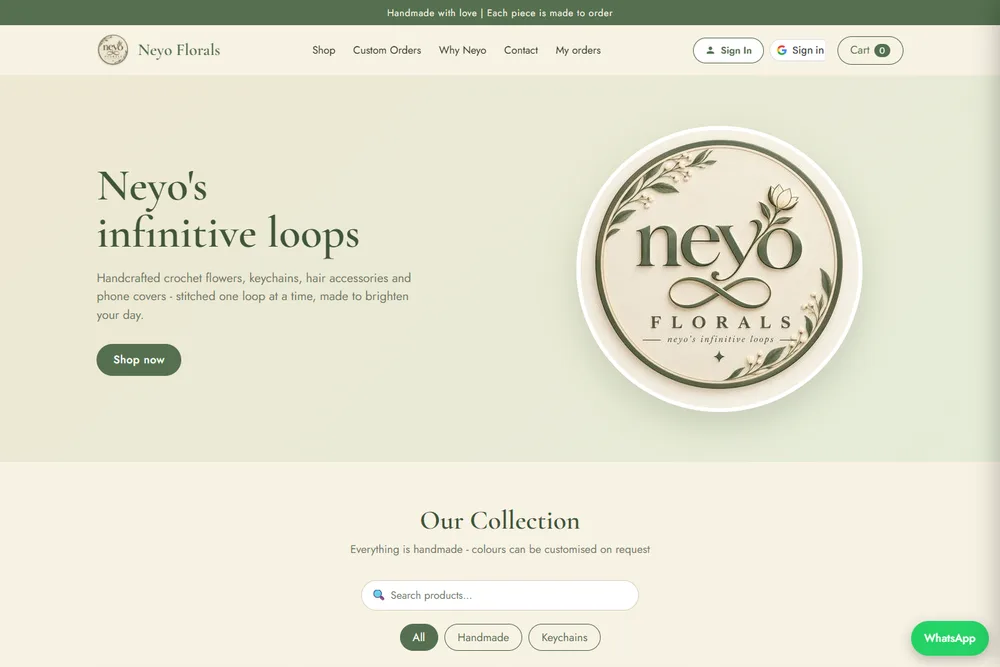 Handmade with love | Each piece is made to order
neyo
Neyo Florals
Shop
Custom Orders
Why Neyo
Contact
My orders
Sign In
Sign in
Cart 0
Neyo's
infinitive loops
Handcrafted crochet flowers, keychains, hair accessories and
phone covers - stitched one loop at a time, made to brighten
your day.
Shop now
neyo
FLORALS
neyo's infinitive loops
Our Collection
Everything is handmade - colours can be customised on request
Search products...
All
Handmade
Keychains
WhatsApp